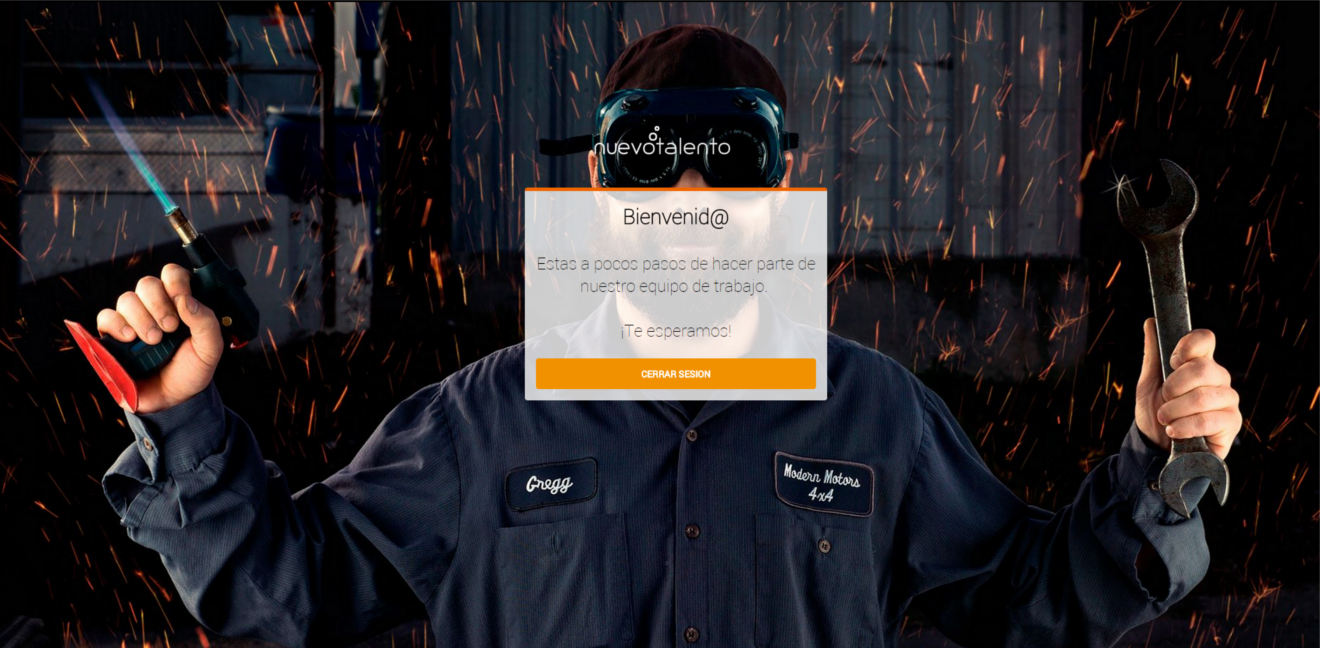 nuevotalento
Bienvenid@
Estas a pocos pasos de hacer parte de
nuestro equipo de trabajo.
¡Te esperamos!
CERRAR SESION
Gregg
Modern Motors
4x4